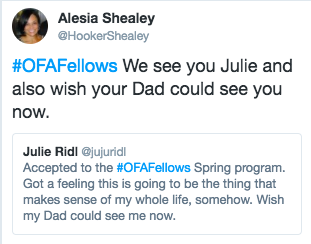 Alesia Shealey
@HookerShealey
#OFAFellows We see you Julie and
also wish your Dad could see you
now.
Julie Ridl @jujuridl
Accepted to the #OFAFellows Spring program.
Got a feeling this is going to be the thing that
makes sense of my whole life, somehow. Wish
my Dad could see me now.